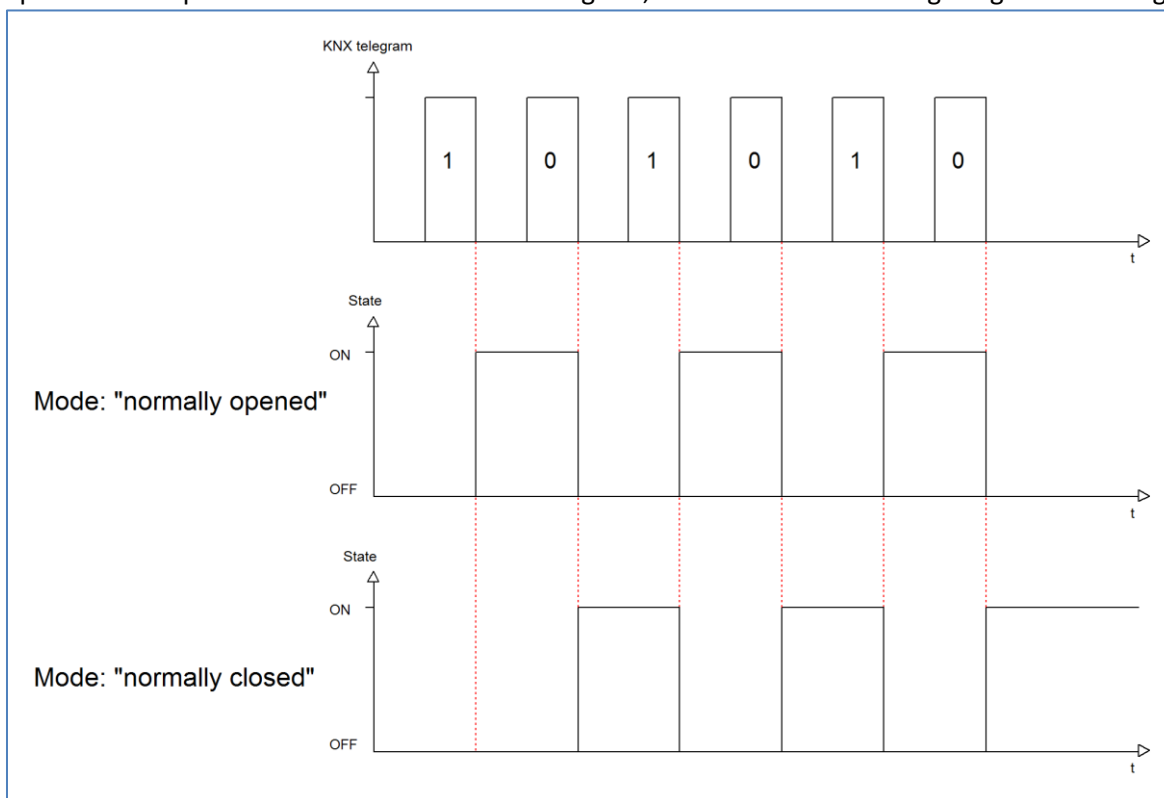 KNX telegram
1 0 1 0 1 0
t
State
ON
Mode: "normally opened"
OFF
t
State
ON
Mode: "normally closed"
OFF
t